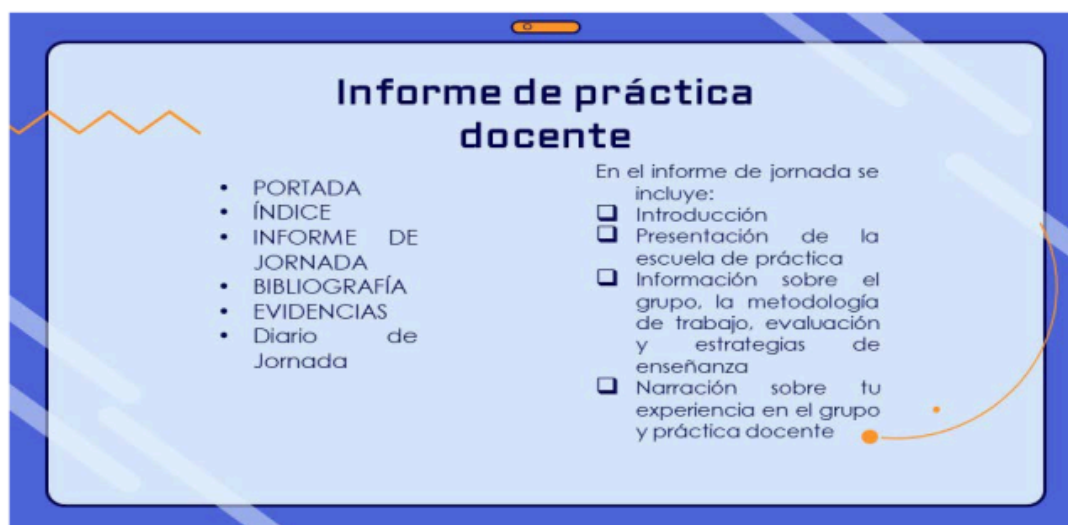 Informe de práctica
docente
• PORTADA
• ÍNDICE
• INFORME DE
JORNADA
• BIBLIOGRAFÍA
• EVIDENCIAS
• Diario de
Jornada
En el informe de jornada se
incluye:
❑ Introducción
❑ Presentación de la
escuela de práctica
❑ Información sobre el
grupo, la metodología
de trabajo, evaluación
y estrategias de
enseñanza
❑ Narración sobre tu
experiencia en el grupo
y práctica docente